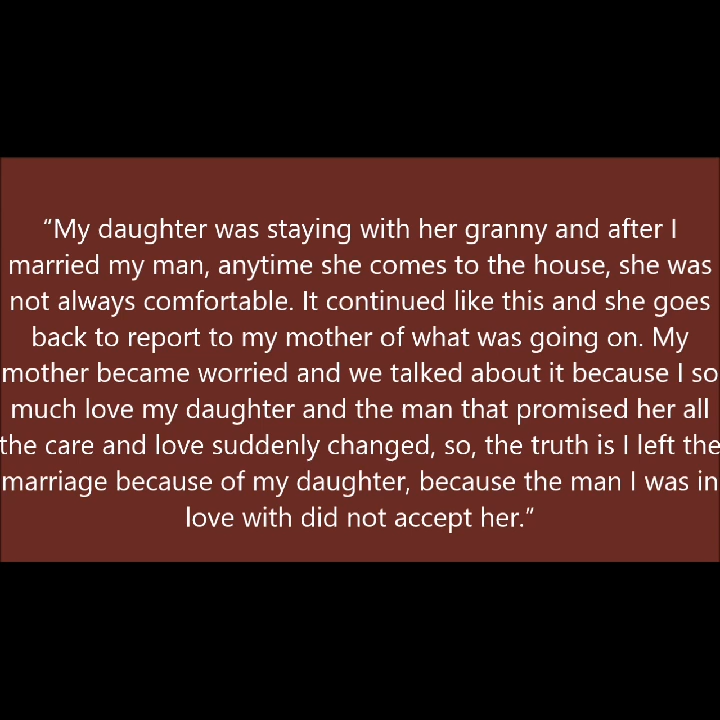 “My daughter was staying with her granny and after I
married my man, anytime she comes to the house, she was
not always comfortable. It continued like this and she goes
back to report to my mother of what was going on. My
mother became worried and we talked about it because I so
much love my daughter and the man that promised her all
the care and love suddenly changed, so, the truth is I left the
marriage because of my daughter, because the man I was in
love with did not accept her.”